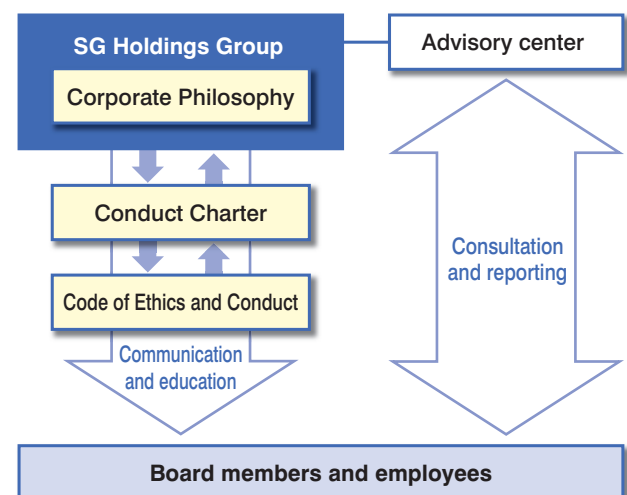 SG Holdings Group
Advisory center
Corporate Philosophy
Conduct Charter
Consultation
and reporting
Code of Ethics and Conduct
Communication
and education
Board members and employees